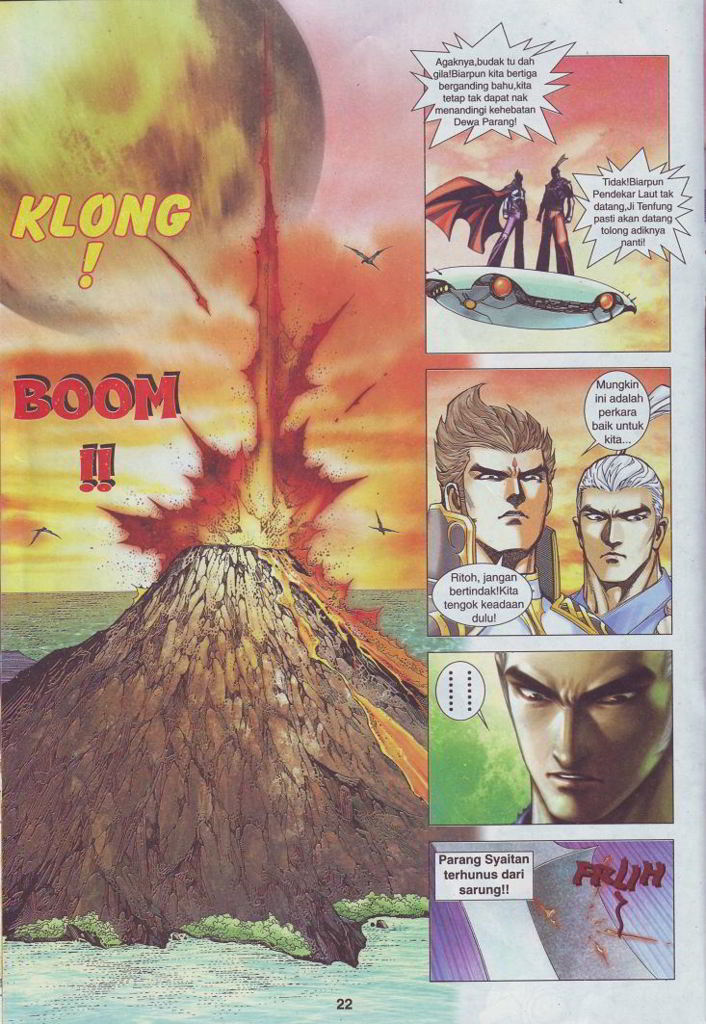 KLONG
!
BOOM
!!
Agaknya,budak tu dah
gila!Biarpun kita bertiga
berganding bahu,kita
tetap tak dapat nak
menandingi kehebatan
Dewa Parang!
Tidak!Biarpun
Pendekar Laut tak
datang,Ji Tenfung
pasti akan datang
tolong adiknya
nanti!
Mungkin
ini adalah
perkara
baik untuk
kita...
Ritoh, jangan
bertindak!Kita
tengok keadaan
dulu!
Parang Syaitan
terhunus dari
sarung!!
22